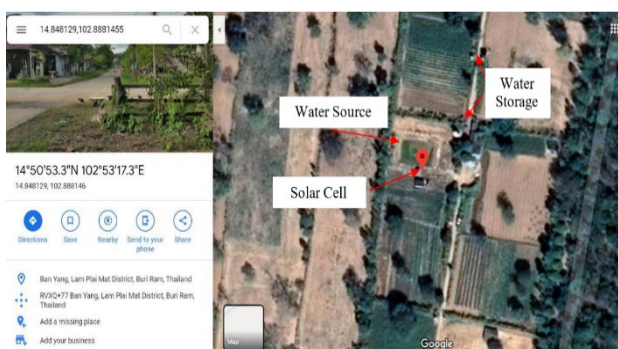 14.848129,102.8881455
14°50'53.3"N 102°53'17.3"E
14.848129, 102.888146
Directions
Save
Nearby
Send to your
phone
Share
Ban Yang, Lam Plai Mat District, Buri Ram, Thailand
RVXQ+77 Ban Yang, Lam Plai Mat District, Buri Ram,
Thailand
Add a missing place
Add your business
Water
Storage
Water Source
Solar Cell
Map
Google